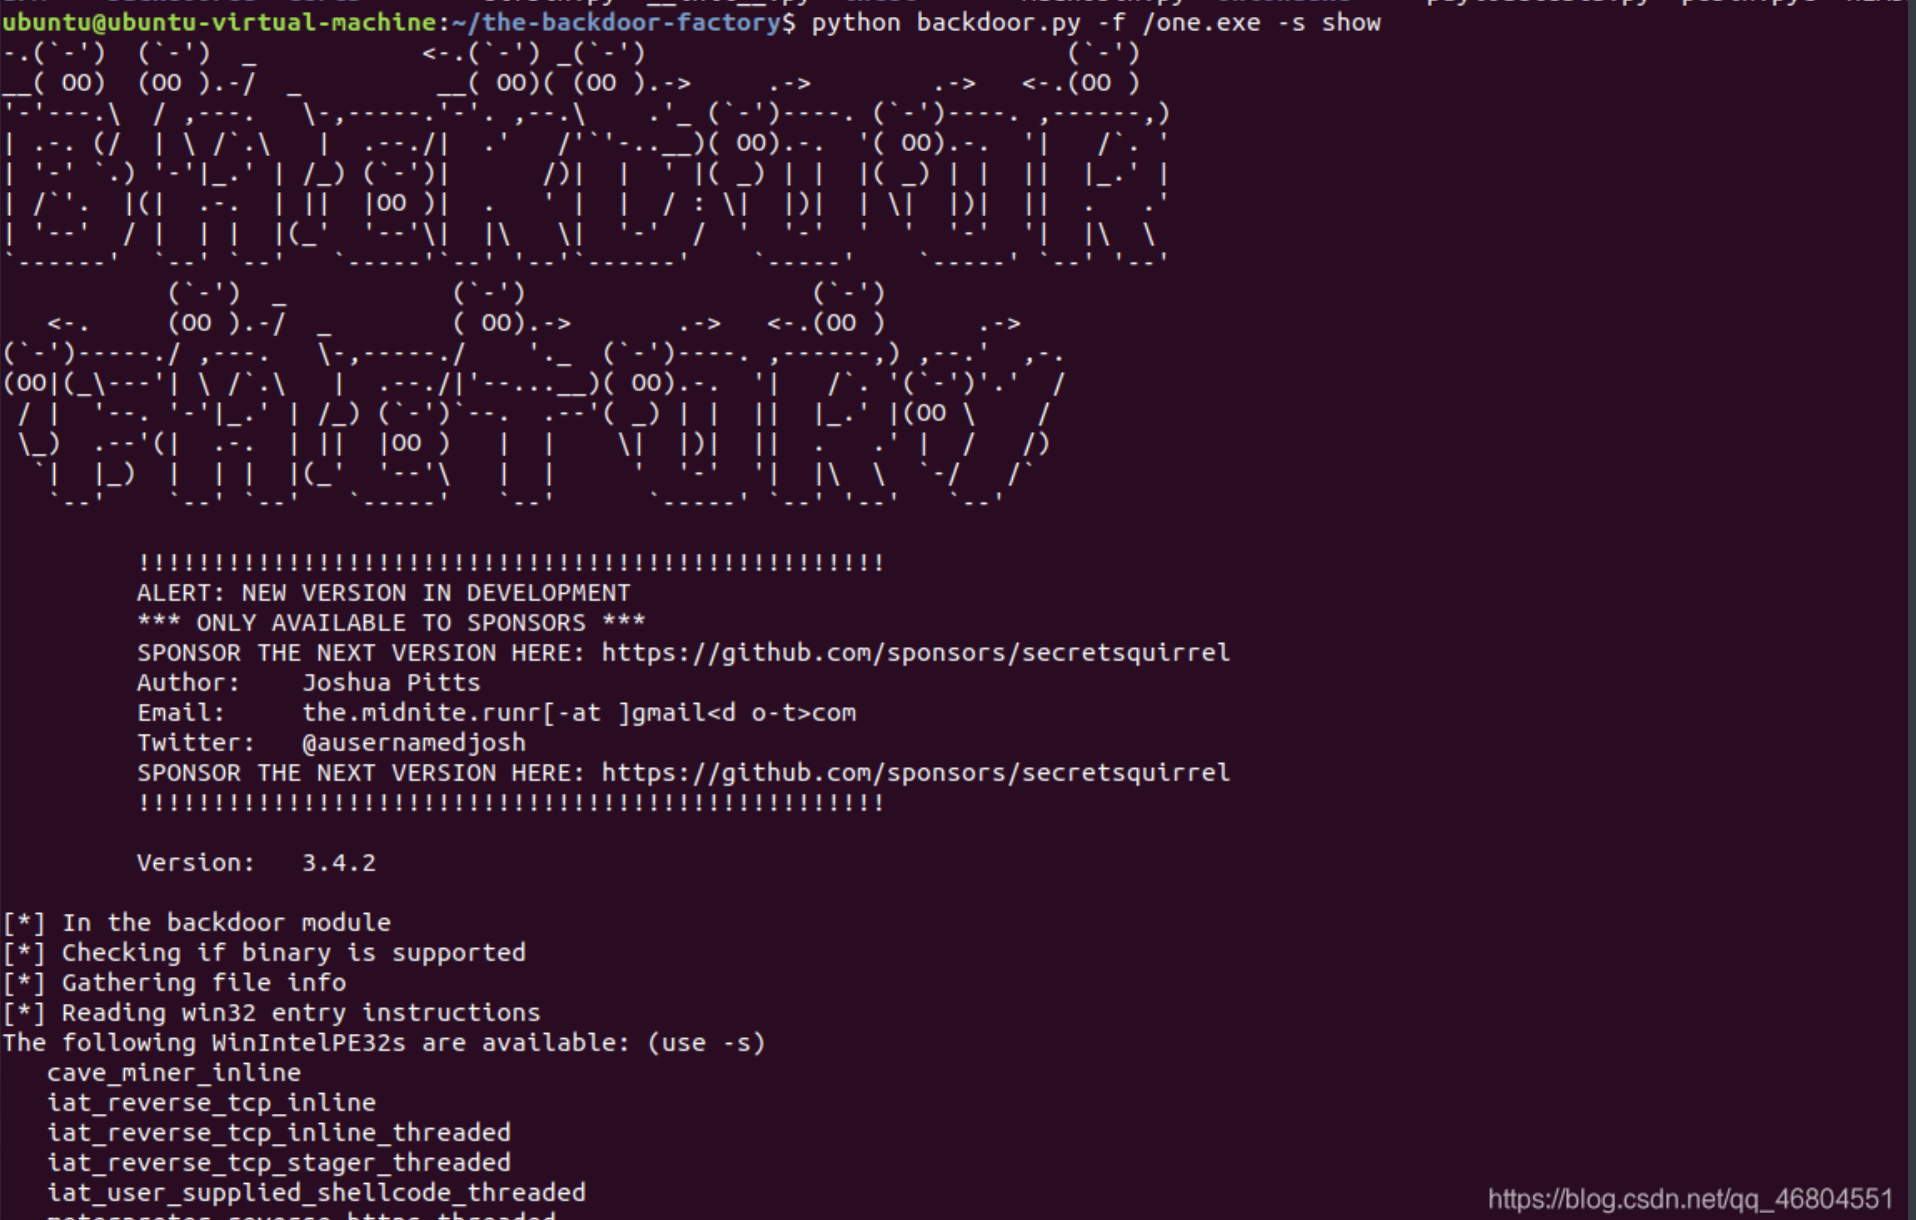 ubuntu@ubuntu-virtual-machine:~/the-backdoor-factory$ python backdoor.py -f /one.exe -s show
!!!!!!!!!!!!!!!!!!!!!!!!!!!!!!!!!!!!!!!!!!!!!!!!!!
ALERT: NEW VERSION IN DEVELOPMENT
*** ONLY AVAILABLE TO SPONSORS ***
SPONSOR THE NEXT VERSION HERE: https://github.com/sponsors/secretsquirrel
Author:    Joshua Pitts
Email:     the.midnite.runr[-at ]gmail<d o-t>com
Twitter:   @ausernamedjosh
SPONSOR THE NEXT VERSION HERE: https://github.com/sponsors/secretsquirrel
!!!!!!!!!!!!!!!!!!!!!!!!!!!!!!!!!!!!!!!!!!!!!!!!!!
Version:   3.4.2
[*] In the backdoor module
[*] Checking if binary is supported
[*] Gathering file info
[*] Reading win32 entry instructions
The following WinIntelPE32s are available: (use -s)
cave_miner_inline
iat_reverse_tcp_inline
iat_reverse_tcp_inline_threaded
iat_reverse_tcp_stager_threaded
iat_user_supplied_shellcode_threaded
https://blog.csdn.net/qq_46804551